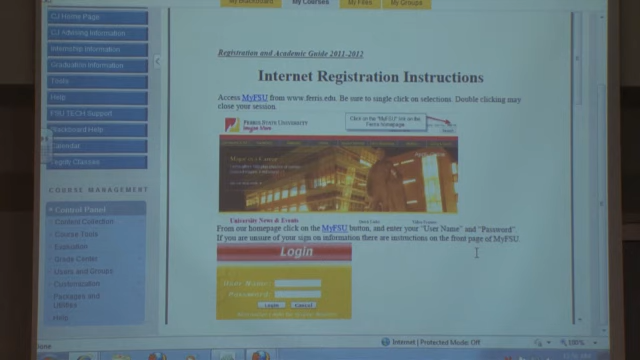 My Blackboard
My Courses
My Files
My Groups
CJ Home Page
CJ Advising Information
Internship Information
Graduation Information
Tools
Help
FSU TECH Support
Blackboard Help
Calendar
Collapse
COURSE MANAGEMENT
Control Panel
Content Collection
Course Tools
Evaluation
Grade Center
Users and Groups
Customization
Packages and
Utilities
Help
Registration and Academic Guide 2011-2012
Internet Registration Instructions
Access MyFSU from www.ferris.edu. Be sure to single click on selections. Double clicking may
close your session.
FERRIS STATE UNIVERSITY
Imagine More
Click on the "MyFSU" link on the
Ferris homepage.
University News & Events
From our homepage click on the MyFSU button, and enter your "User Name" and "Password".
If you are unsure of your sign on information there are instructions on the front page of MyFSU.
Login
User Name:
Password:
Login
Cancel
Done
Internet | Protected Mode: Off
100%